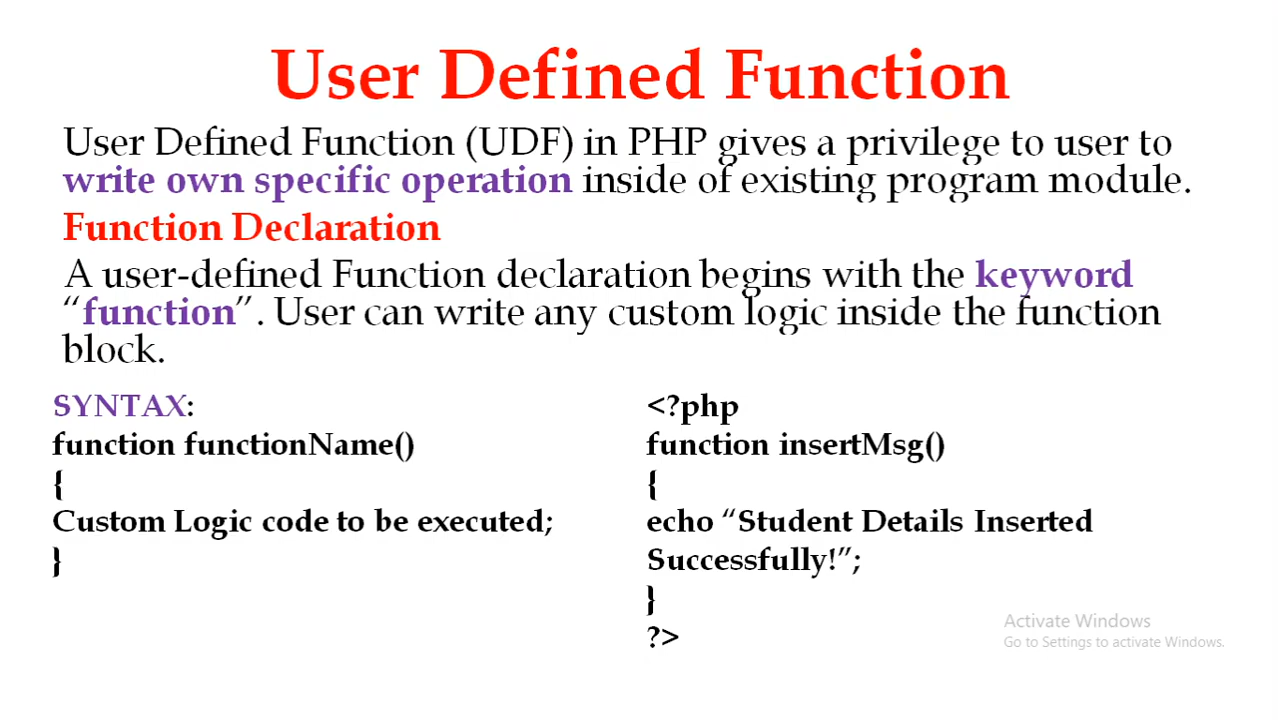 User Defined Function
User Defined Function (UDF) in PHP gives a privilege to user to
write own specific operation inside of existing program module.
Function Declaration
A user-defined Function declaration begins with the keyword
“function”. User can write any custom logic inside the function
block.
SYNTAX:
function functionName()
{
Custom Logic code to be executed;
}
<?php
function insertMsg()
{
echo “Student Details Inserted
Successfully!”;
}
?>
Activate Windows
Go to Settings to activate Windows.